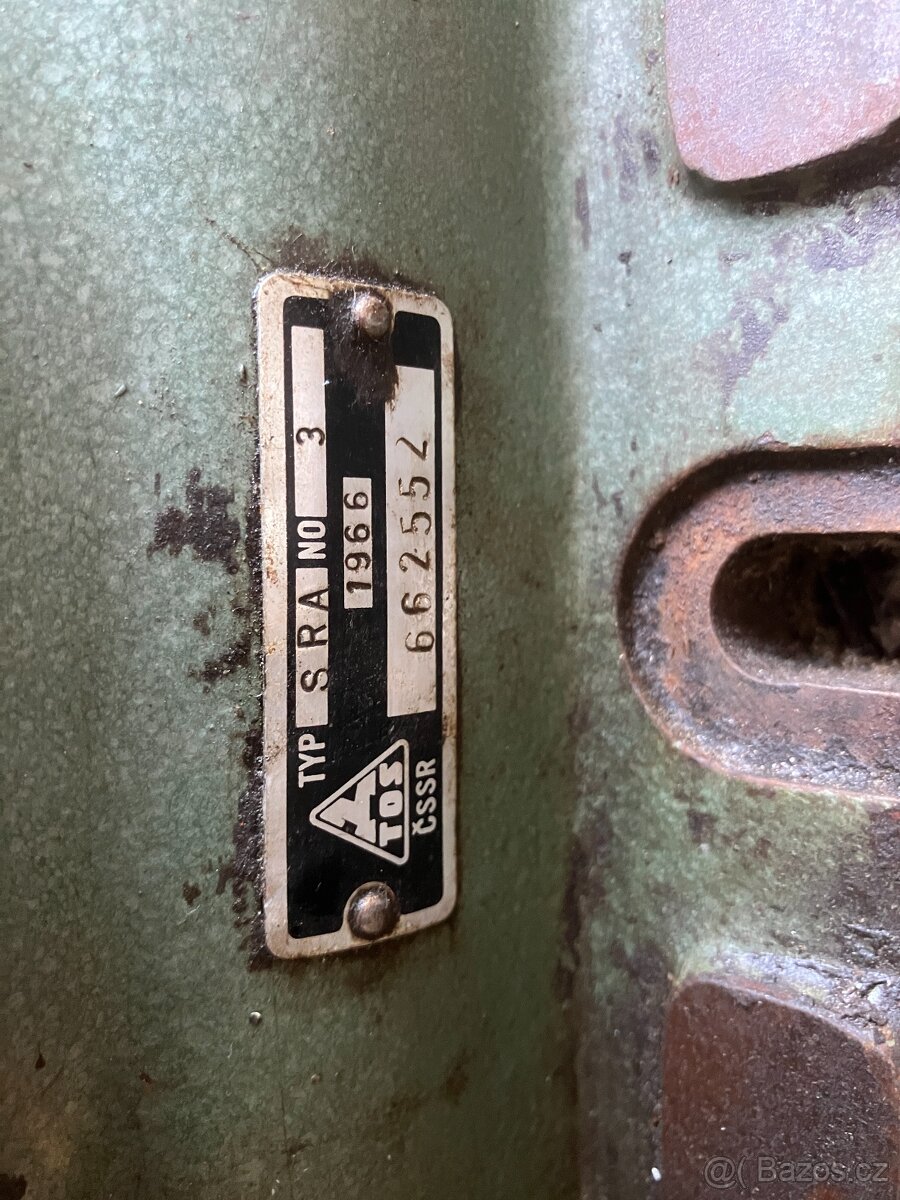 TYP SRA NO 3
1966
TOS 662557
ČSSR
@( Bazos.cz